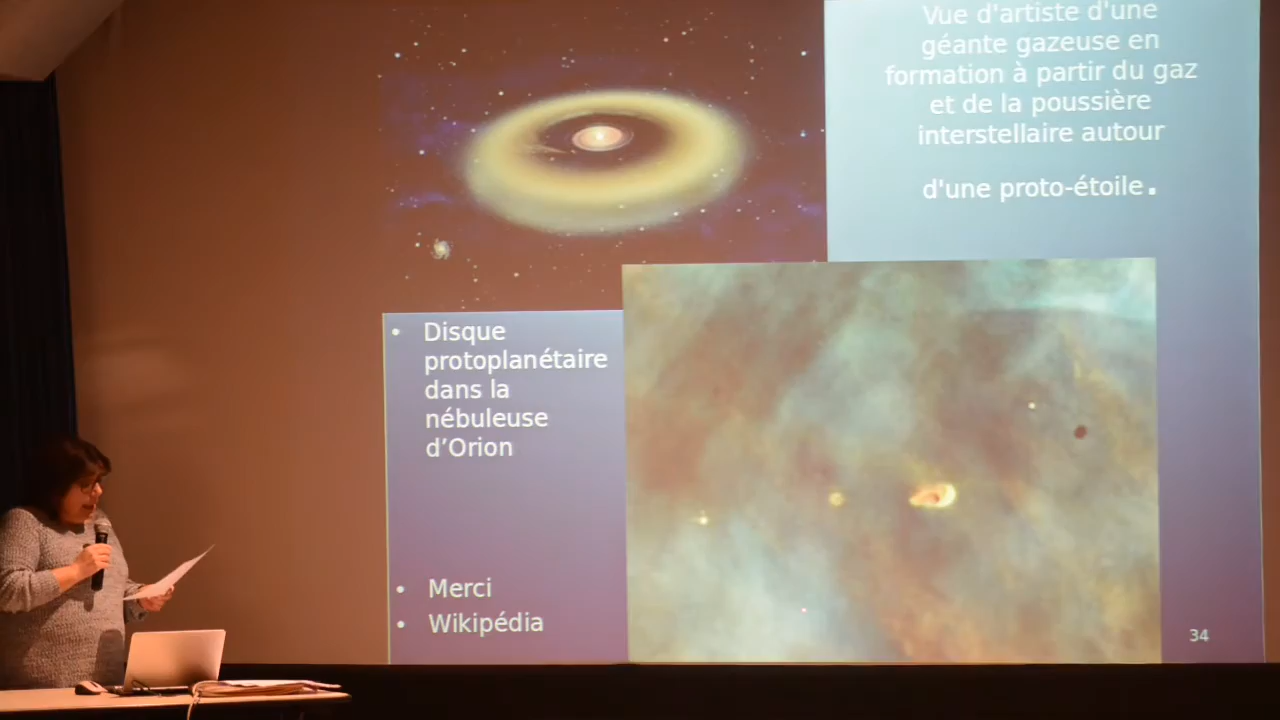 Vue d'artiste d'une
géante gazeuse en
formation à partir du gaz
et de la poussière
interstellaire autour
d'une proto-étoile.
• Disque
protoplanétaire
dans la
nébuleuse
d’Orion
• Merci
• Wikipédia
34